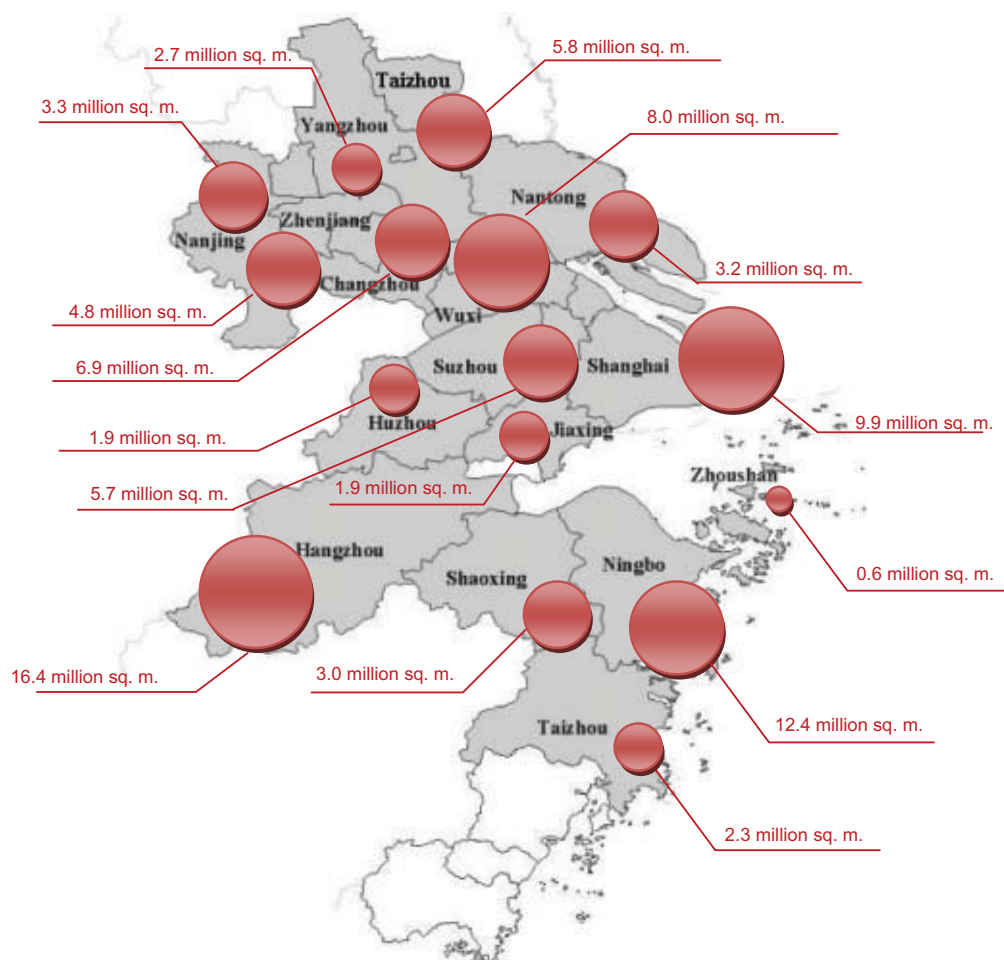 5.8 million sq. m.
2.7 million sq. m.
Taizhou
3.3 million sq. m.
8.0 million sq. m.
Yangzhou
Nantong
Zhenjiang
Nanjing
3.2 million sq. m.
Changzhou
4.8 million sq. m.
Wuxi
6.9 million sq. m.
Suzhou
Shanghai
9.9 million sq. m.
Huzhou
Jiaxing
1.9 million sq. m.
Zhoushan
5.7 million sq. m.
1.9 million sq. m.
Hangzhou
Shaoxing
Ningbo
0.6 million sq. m.
16.4 million sq. m.
3.0 million sq. m.
12.4 million sq. m.
Taizhou
2.3 million sq. m.